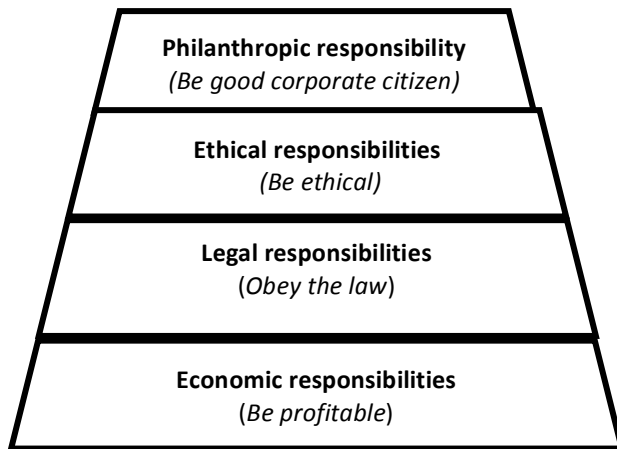 Philanthropic responsibility
(Be good corporate citizen)
Ethical responsibilities
(Be ethical)
Legal responsibilities
(Obey the law)
Economic responsibilities
(Be profitable)